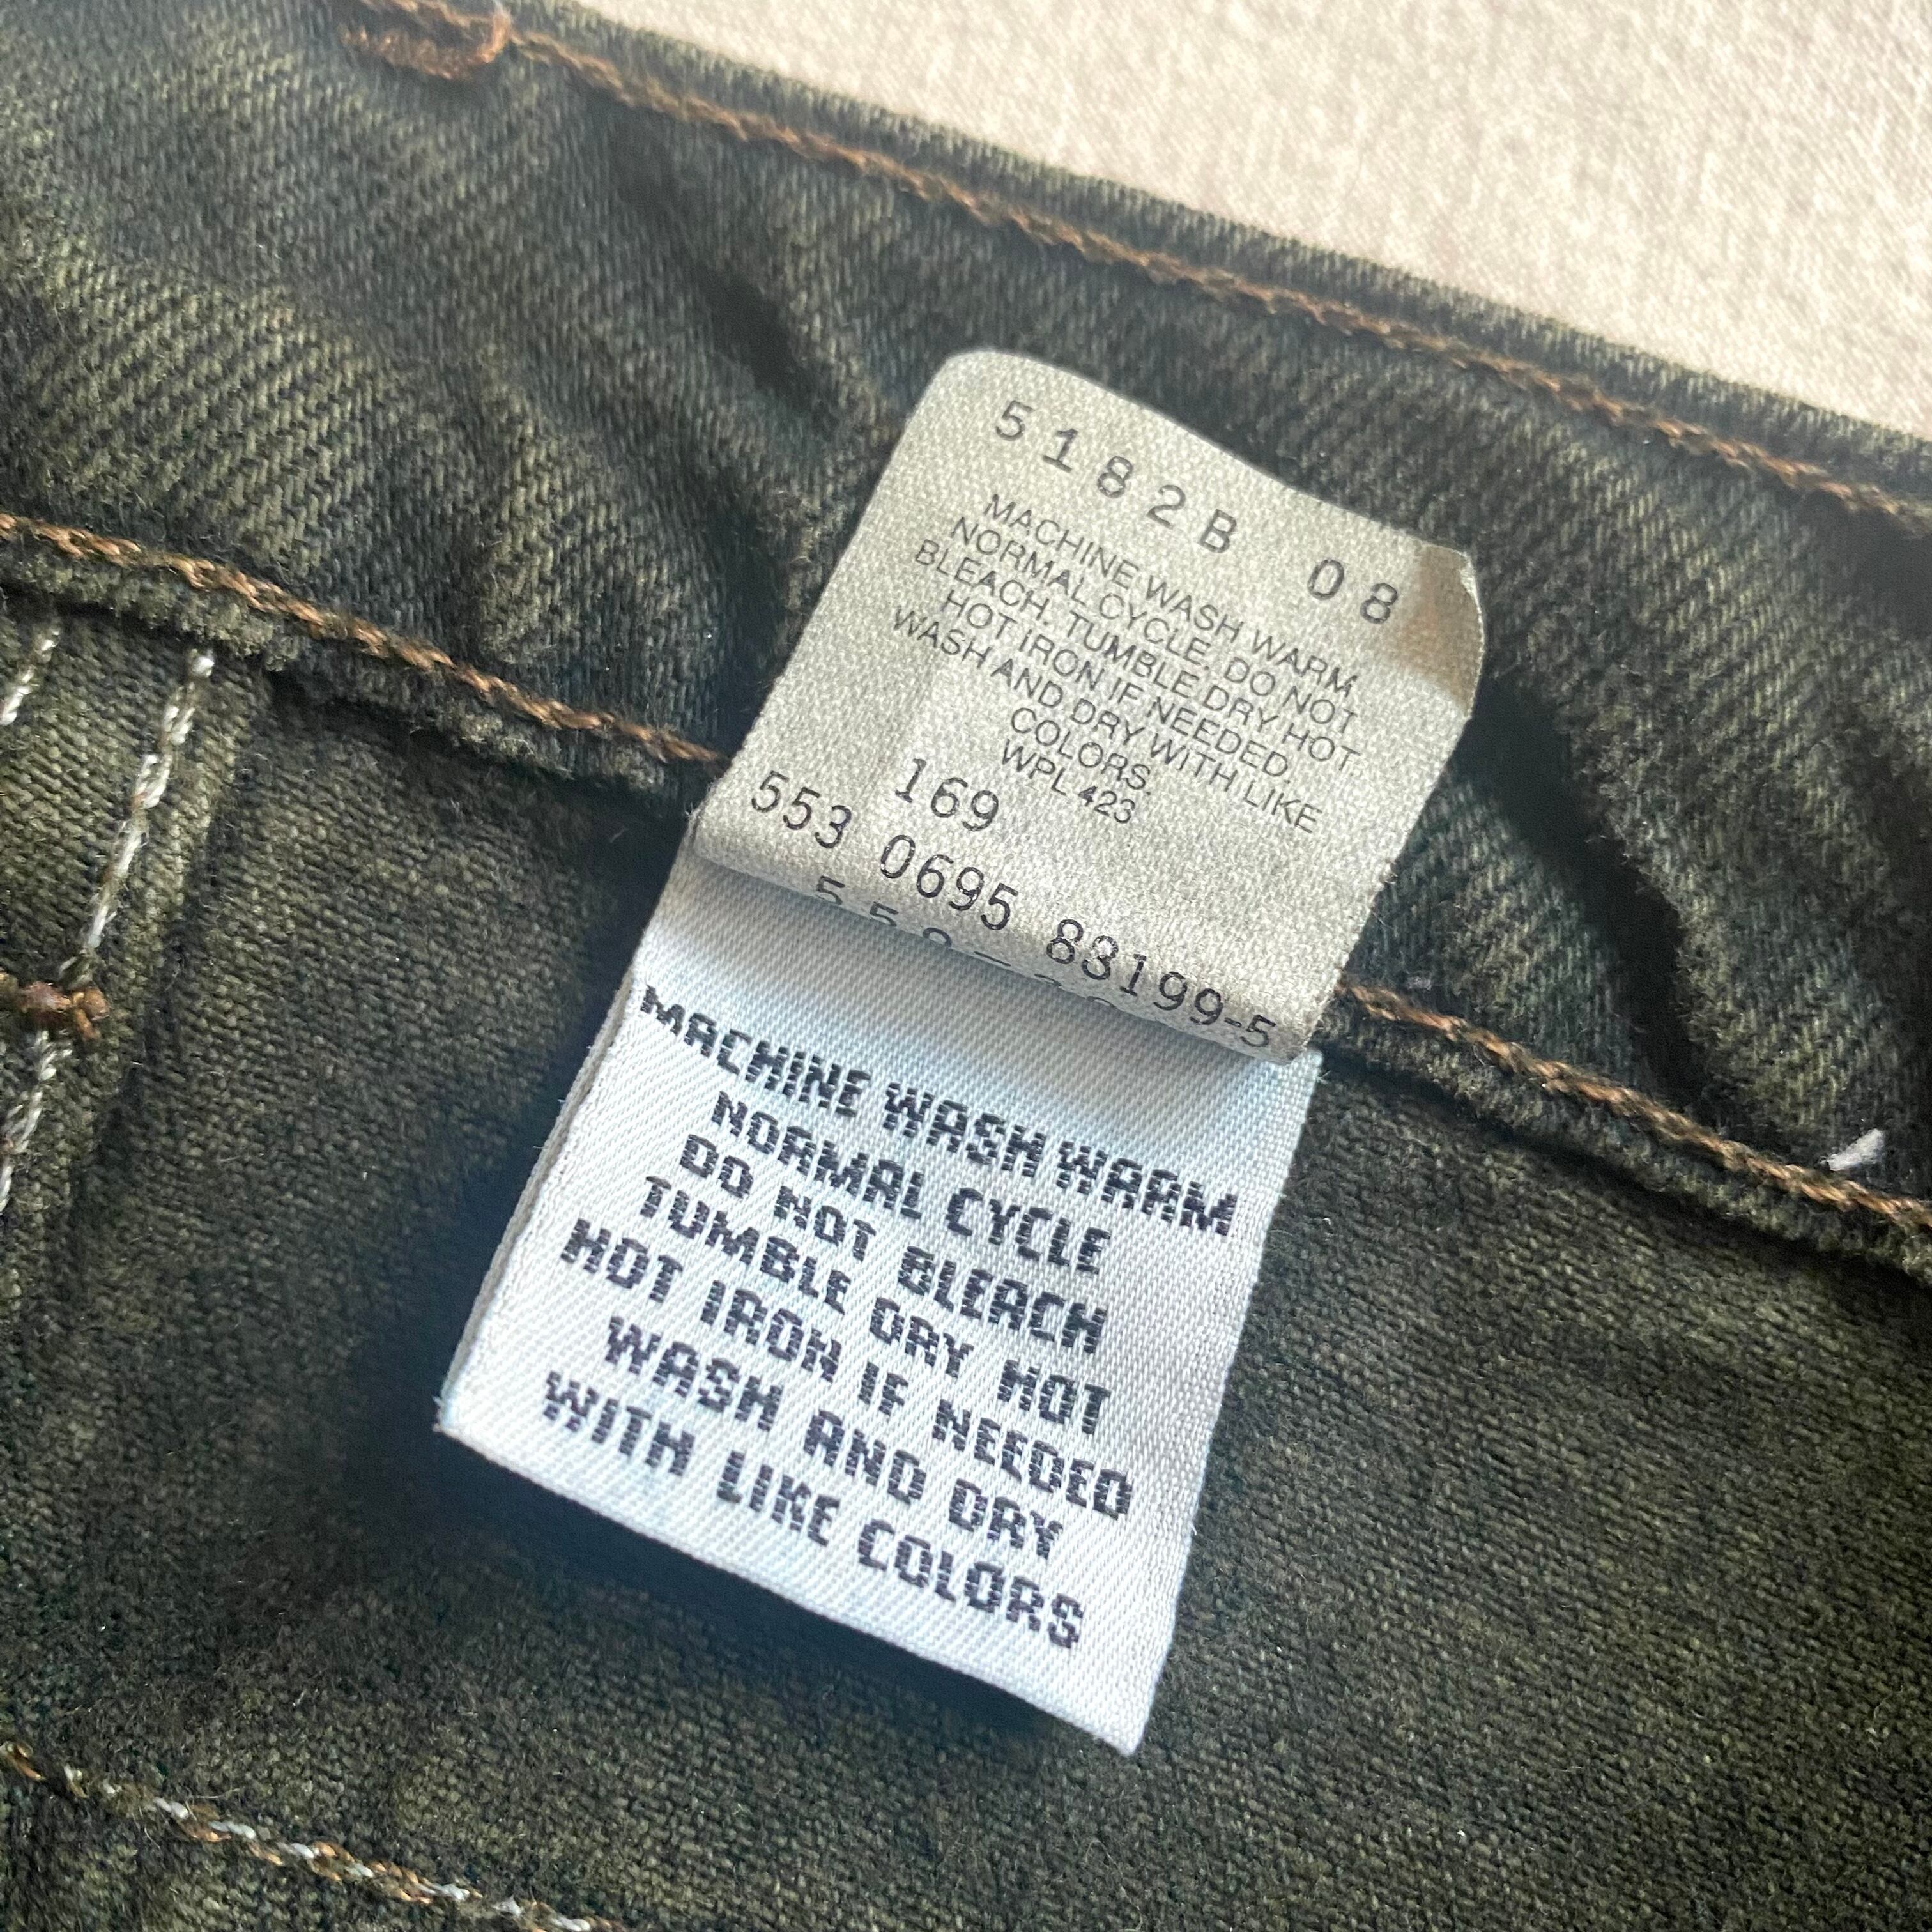 5182B 08
MACHINE WASH WARM
NORMAL CYCLE. DO NOT
BLEACH. TUMBLE DRY HOT.
HOT IRON IF NEEDED.
WASH AND DRY WITH LIKE
COLORS.
WPL 423
169
553 0695 83199-5
MACHINE WASH WARM
NORMAL CYCLE
DO NOT BLEACH
TUMBLE DRY HOT
HOT IRON IF NEEDED
WASH AND DRY
WITH LIKE COLORS